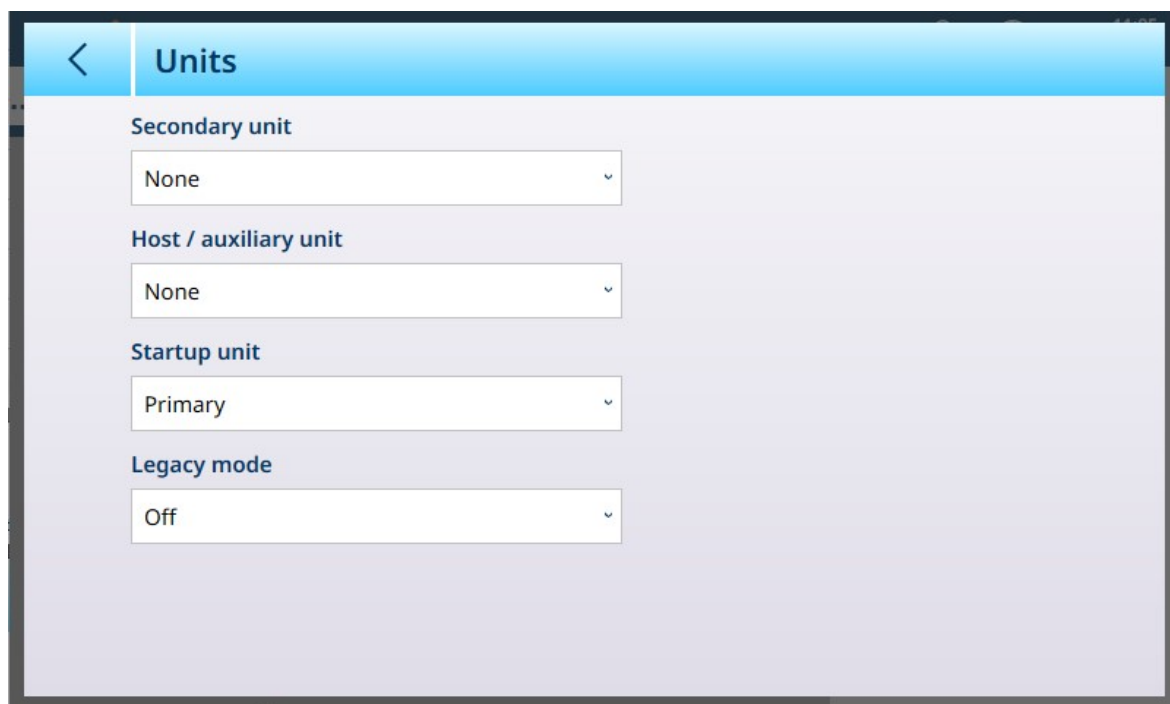 Units
Secondary unit
None
Host / auxiliary unit
None
Startup unit
Primary
Legacy mode
Off